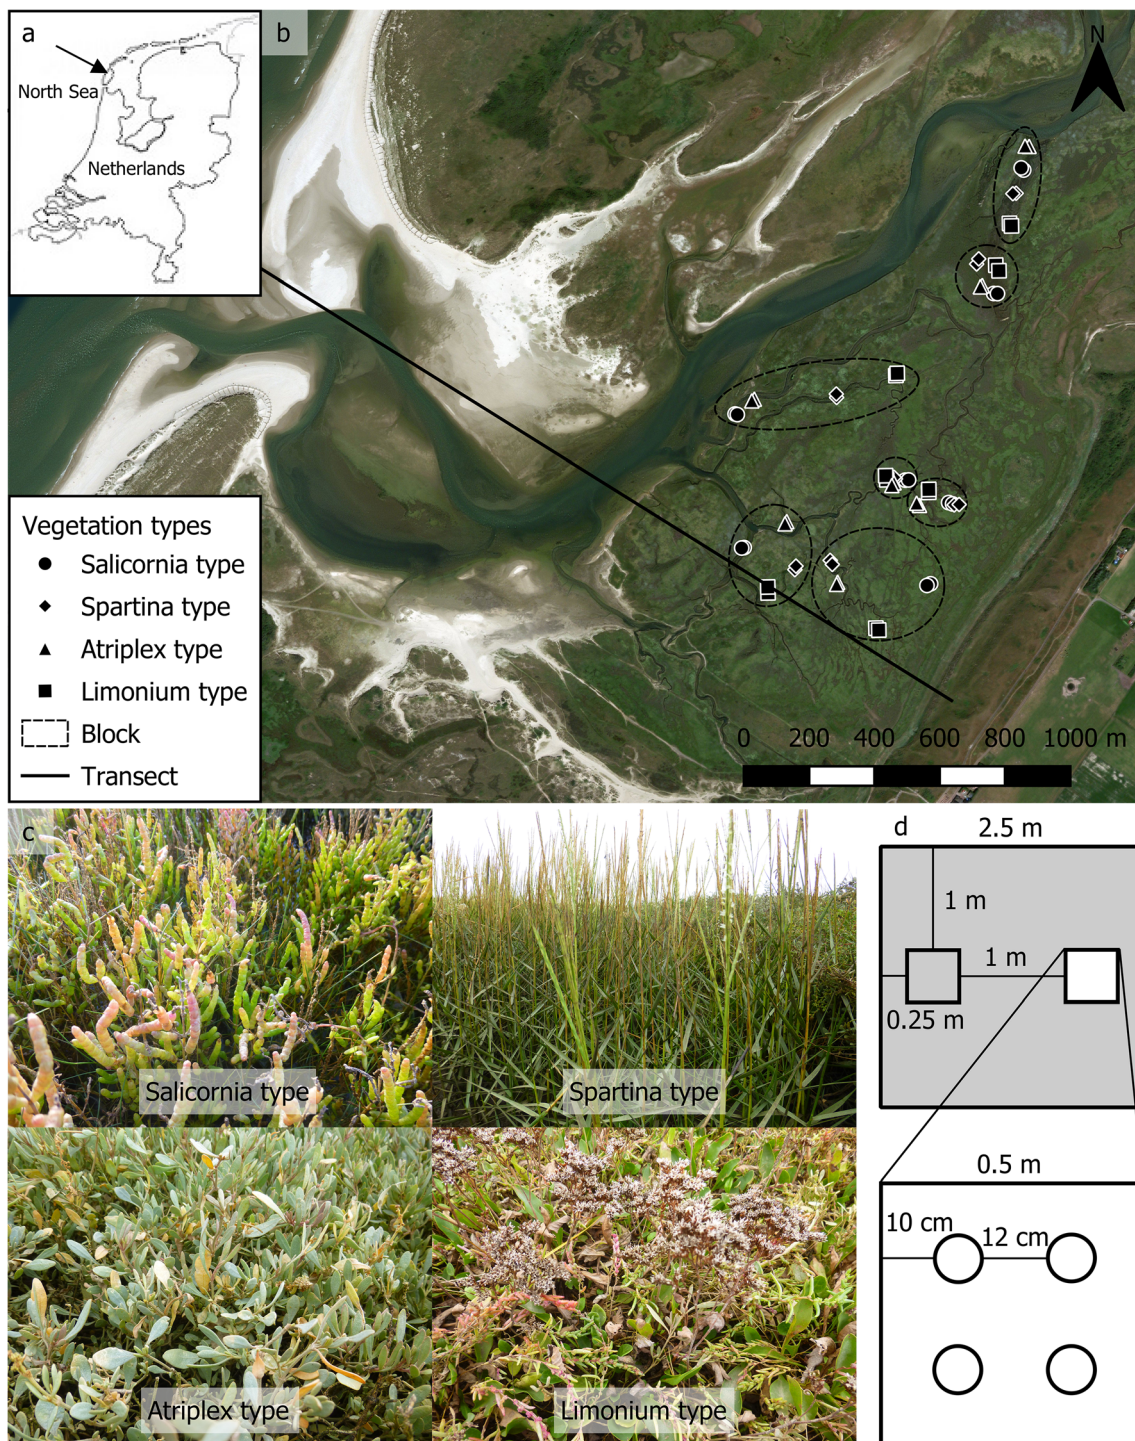 a
North Sea
Netherlands
b
N
Vegetation types
Salicornia type
Spartina type
Atriplex type
Limonium type
Block
Transect
0 200 400 600 800 1000 m
c
Salicornia type
Spartina type
Atriplex type
Limonium type
d
2.5 m
1 m
1 m
0.25 m
0.5 m
10 cm
12 cm